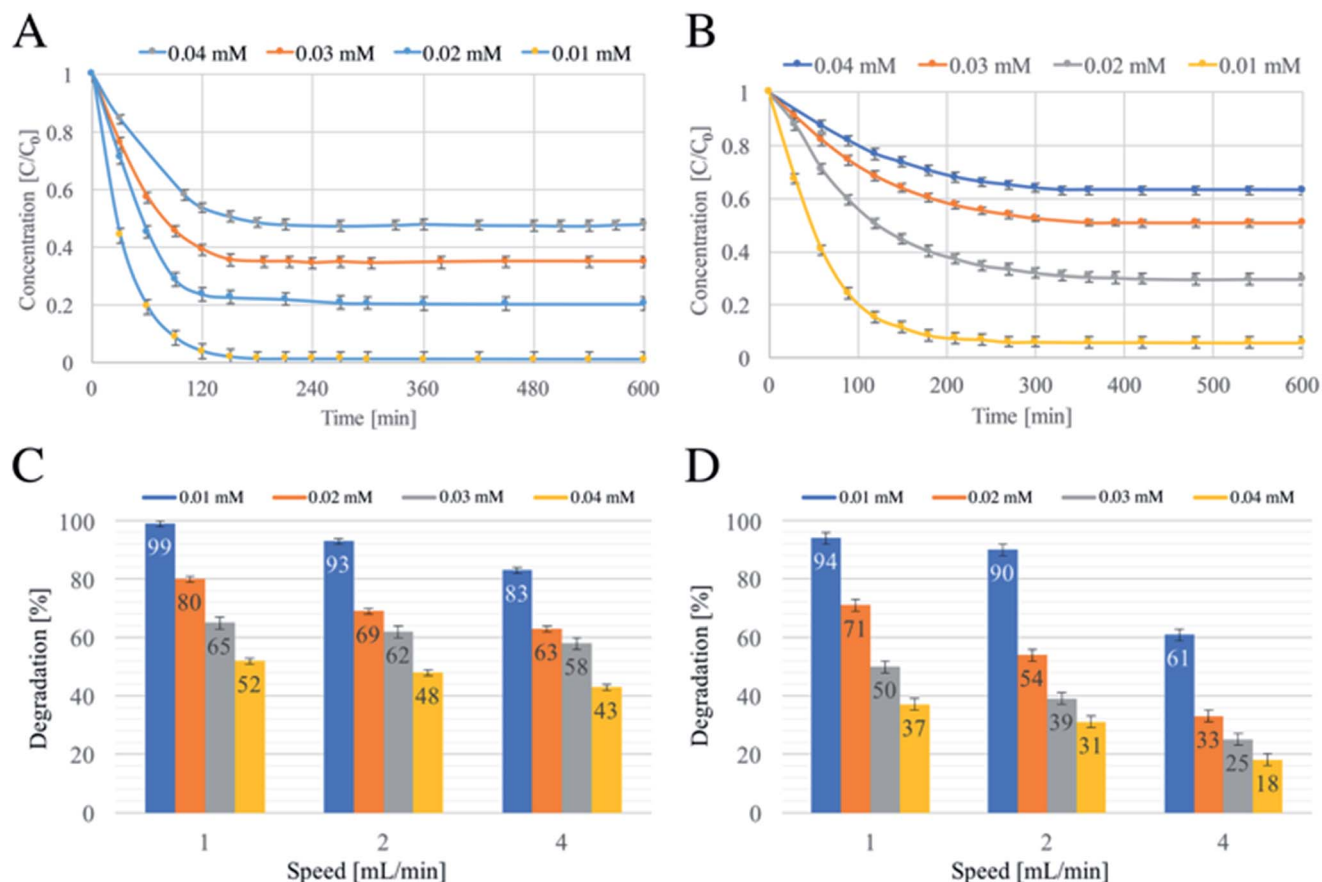 A
0.04 mM 0.03 mM 0.02 mM 0.01 mM
Concentration [C/C₀]
1
0.8
0.6
0.4
0.2
0
0 120 240 360 480 600
Time [min]
B
0.04 mM 0.03 mM 0.02 mM 0.01 mM
Concentration [C/C₀]
1
0.8
0.6
0.4
0.2
0
0 100 200 300 400 500 600
Time [min]
C
0.01 mM 0.02 mM 0.03 mM 0.04 mM
Degradation [%]
100
80
60
40
20
0
99 80 65 52
93 69 62 48
83 63 58 43
1 2 4
Speed [mL/min]
D
0.01 mM 0.02 mM 0.03 mM 0.04 mM
Degradation [%]
100
80
60
40
20
0
94 71 50 37
90 54 39 31
61 33 25 18
1 2 4
Speed [mL/min]